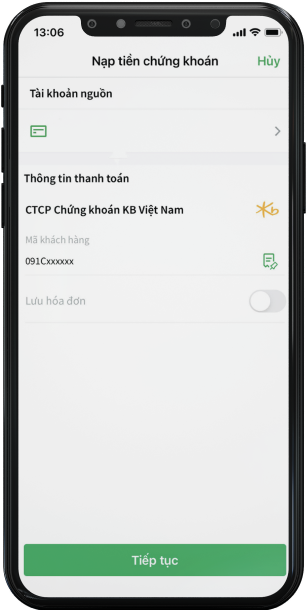 13:06
Nạp tiền chứng khoán
Hủy
Tài khoản nguồn
Thông tin thanh toán
CTCP Chứng khoán KB Việt Nam
Mã khách hàng
091Cxxxxxx
Lưu hóa đơn
Tiếp tục